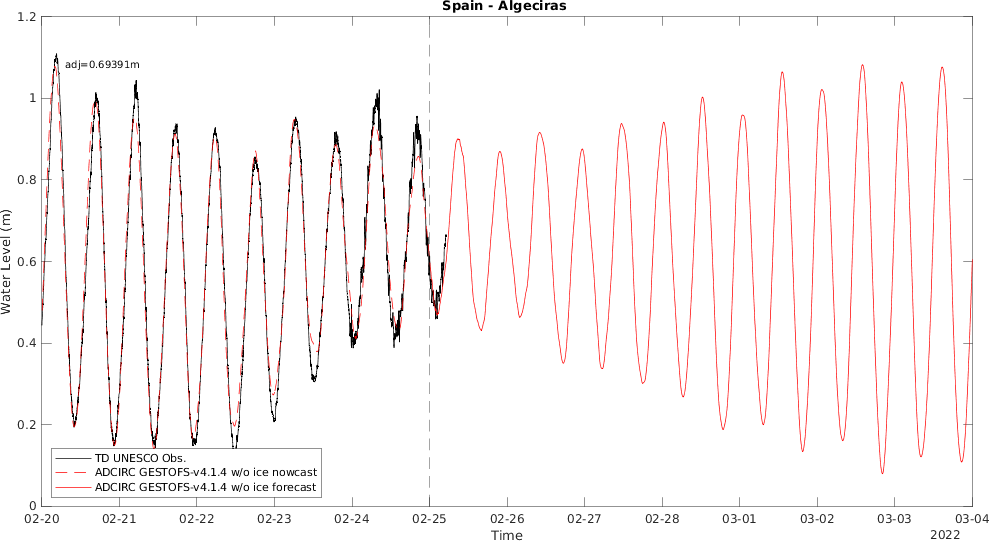 Spain - Algeciras
adj=0.69391m
1.2
1
0.8
0.6
0.4
0.2
0
Water Level (m)
TD UNESCO Obs.
ADCIRC GESTOFS-v4.1.4 w/o ice nowcast
ADCIRC GESTOFS-v4.1.4 w/o ice forecast
02-20 02-21 02-22 02-23 02-24 02-25 02-26 02-27 02-28 03-01 03-02 03-03 03-04
Time
2022